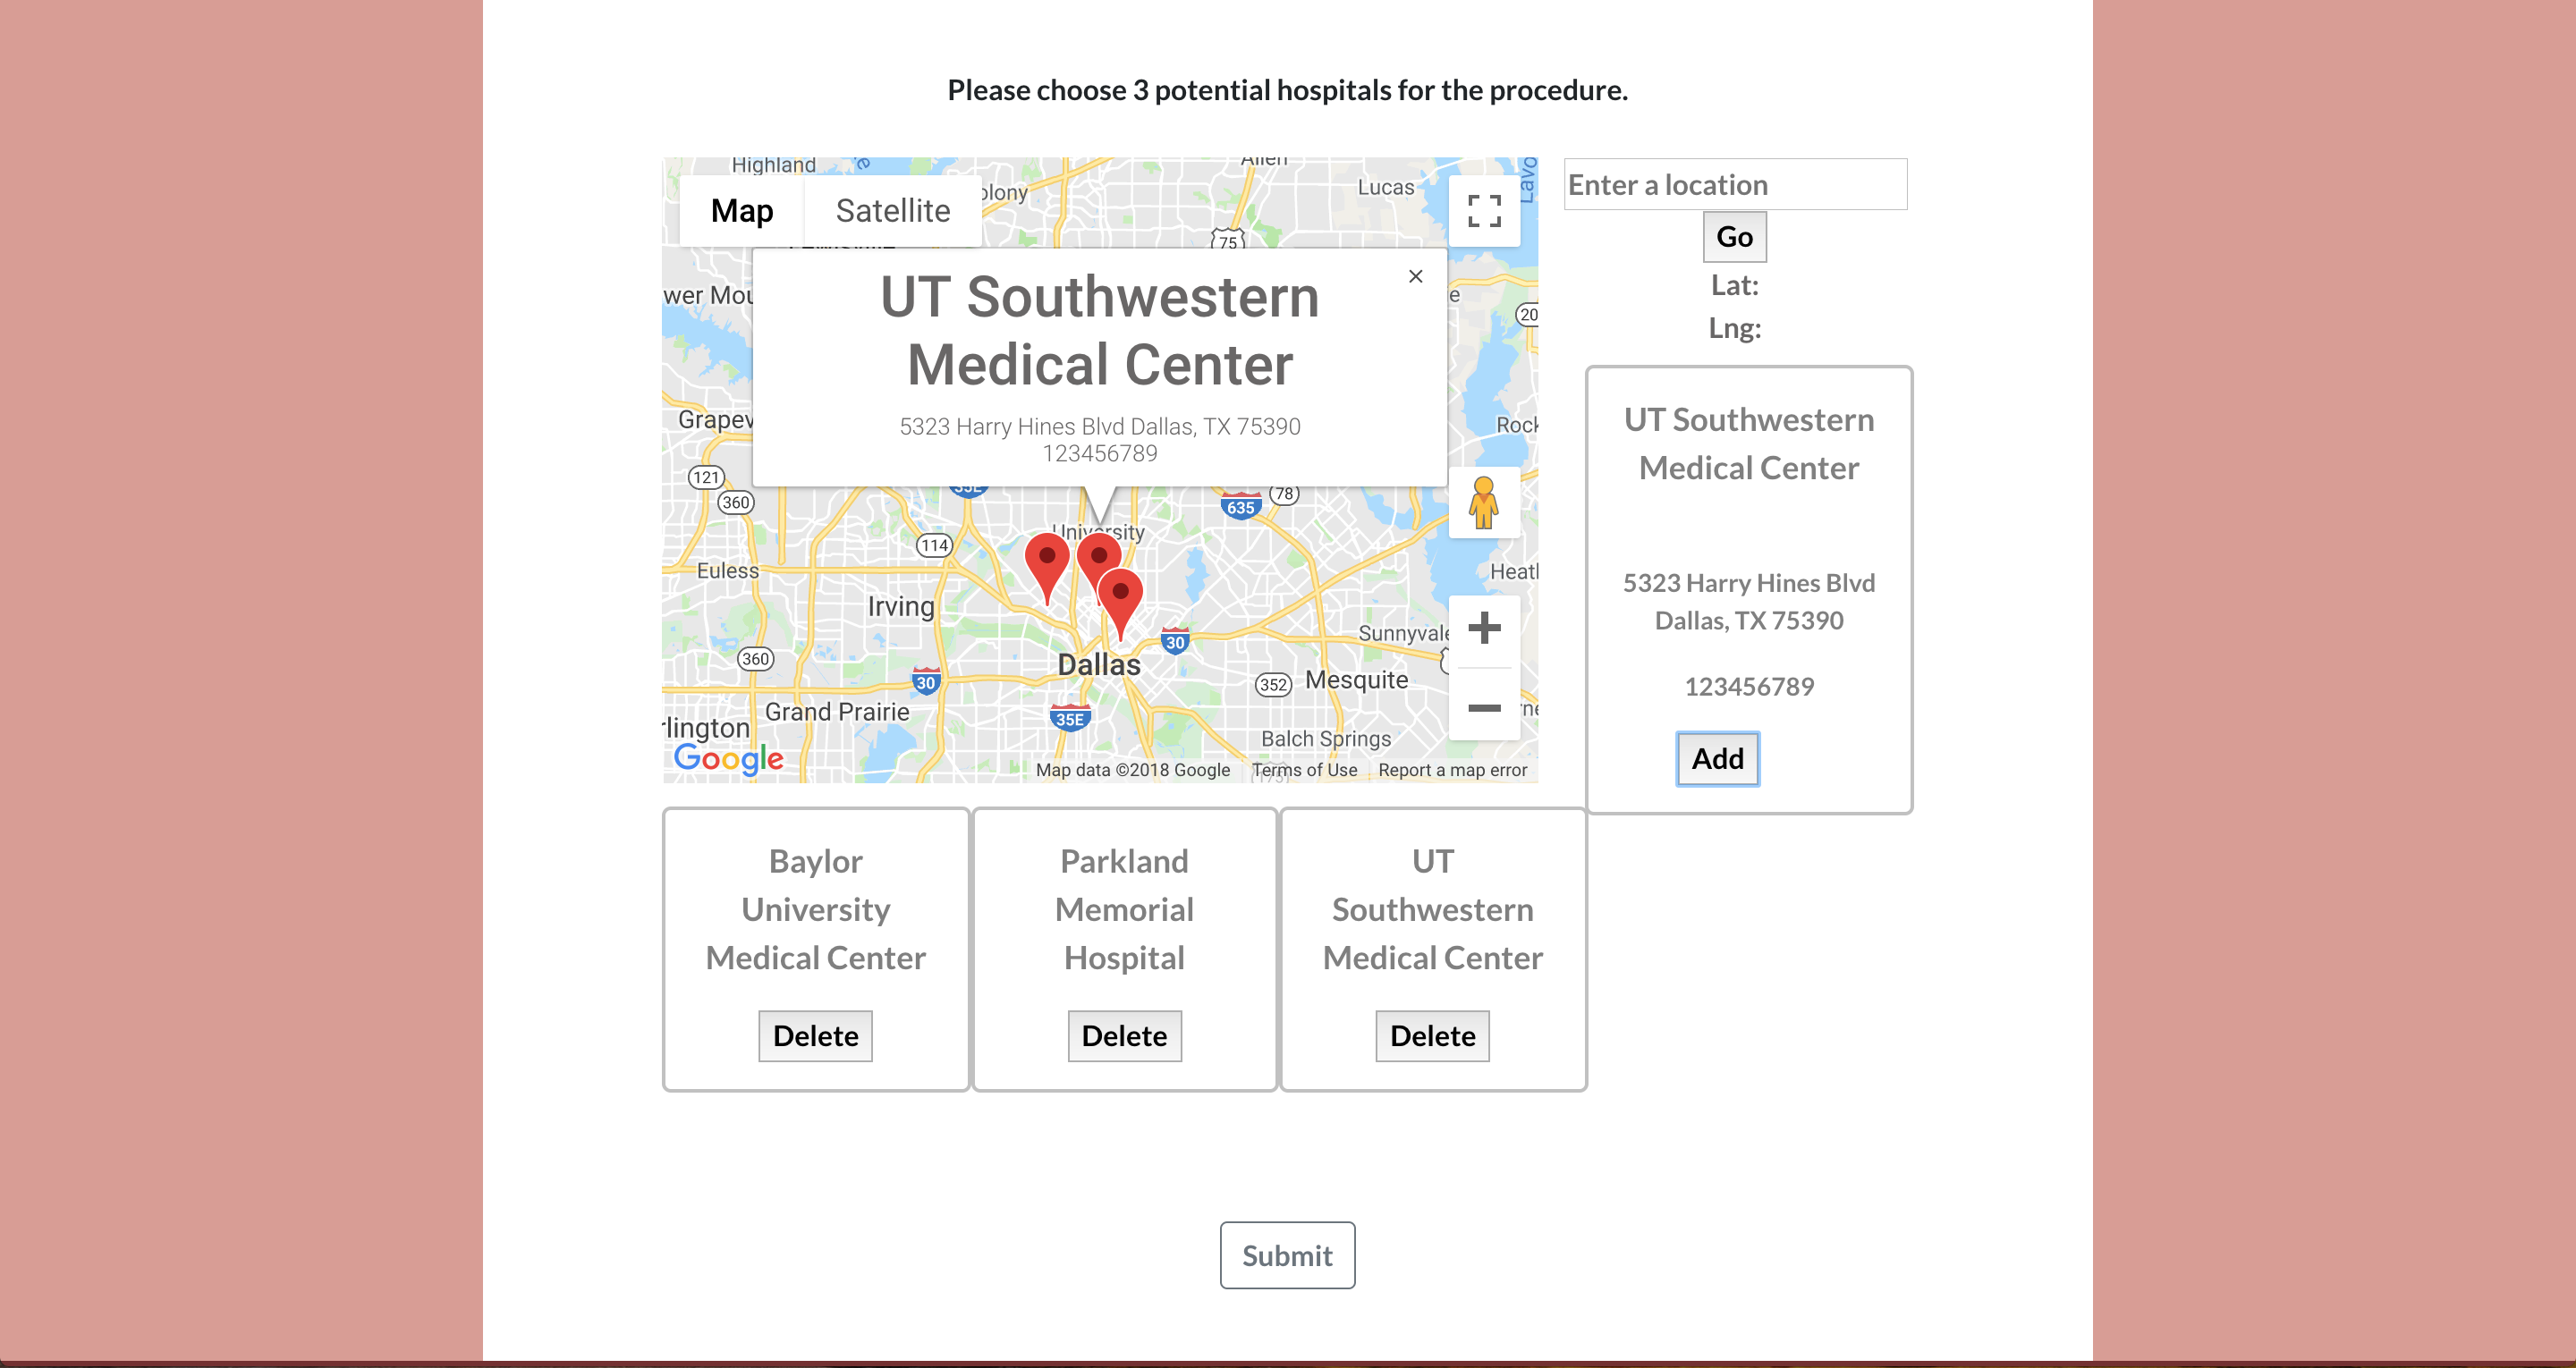 Please choose 3 potential hospitals for the procedure.
Highland
Allen
Lucas
Map
Satellite
olony
75
Enter a location
Go
Lat:
Lng:
UT Southwestern
Medical Center
×
5323 Harry Hines Blvd Dallas, TX 75390
123456789
wer Mou
e
20
Grapev
Rock
121
360
35E
635
78
University
114
Euless
Heath
Irving
30
Sunnyvale
360
Dallas
352
Mesquite
30
Grand Prairie
35E
rlington
Balch Springs
Google
Map data ©2018 Google
Terms of Use
Report a map error
175
UT Southwestern
Medical Center
5323 Harry Hines Blvd
Dallas, TX 75390
123456789
Add
Baylor
University
Medical Center
Delete
Parkland
Memorial
Hospital
Delete
UT
Southwestern
Medical Center
Delete
Submit